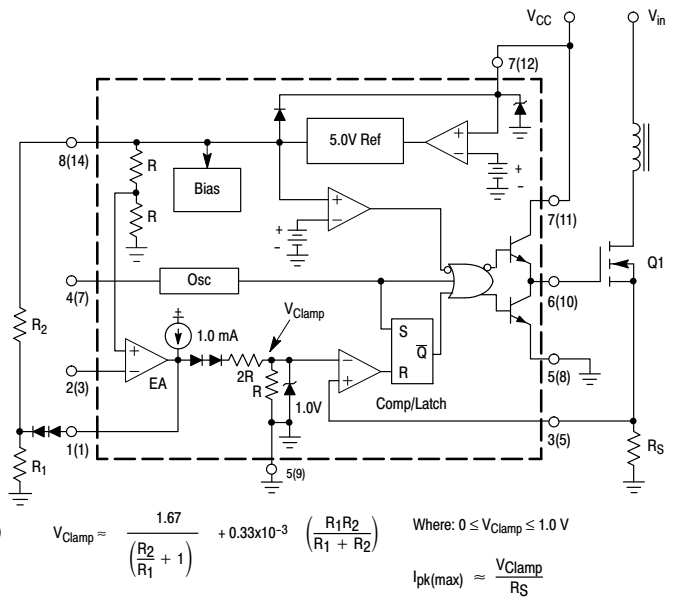 VCC
Vin
7(12)
5.0V Ref
+
−
+
-
8(14)
R
Bias
R
+
−
+
-
7(11)
Q1
4(7)
Osc
6(10)
VClamp
R2
+
1.0 mA
S
Q
R
+
−
EA
2R
R
1.0V
−
+
Comp/Latch
2(3)
5(8)
1(1)
3(5)
R1
5(9)
RS
)
VClamp ≈ 1.67 / (R2/R1 + 1) + 0.33x10−3 (R1R2 / R1 + R2)
Where: 0 ≤ VClamp ≤ 1.0 V
Ipk(max) ≈ VClamp / RS